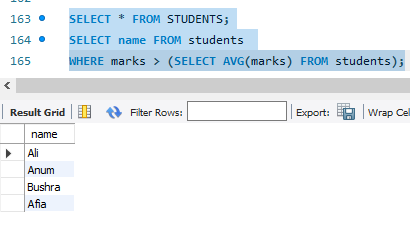 163 SELECT * FROM STUDENTS;
164 SELECT name FROM students
165 WHERE marks > (SELECT AVG(marks) FROM students);
Result Grid Filter Rows: Export: Wrap Cel
name
Ali
Anum
Bushra
Afia